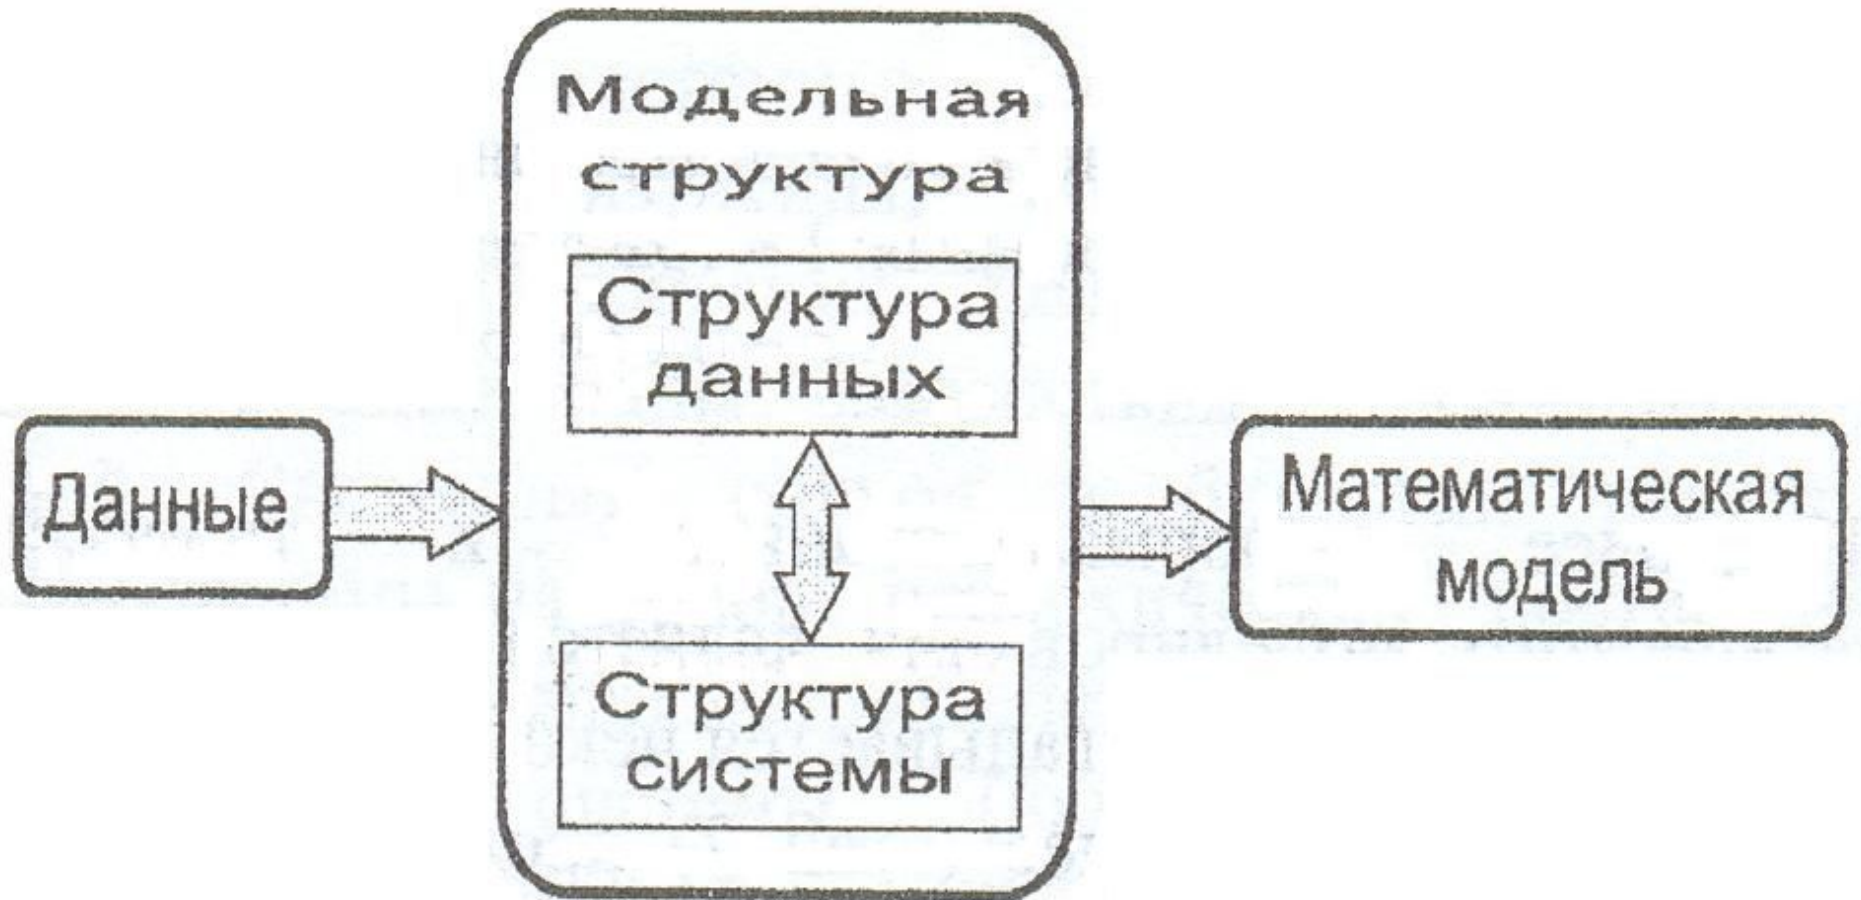 Модельная
структура
Структура
данных
Данные
Математическая
модель
Структура
системы